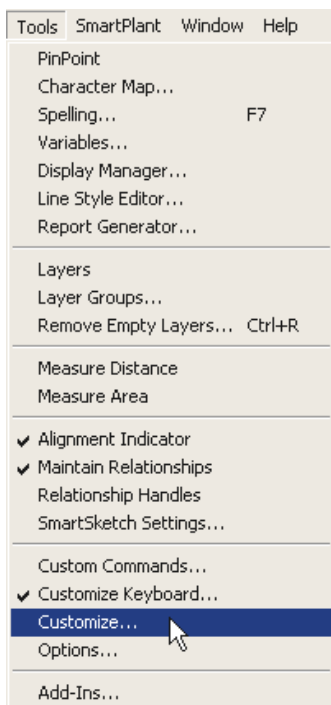 Tools SmartPlant Window Help
PinPoint
Character Map...
Spelling... F7
Variables...
Display Manager...
Line Style Editor...
Report Generator...
Layers
Layer Groups...
Remove Empty Layers... Ctrl+R
Measure Distance
Measure Area
Alignment Indicator
Maintain Relationships
Relationship Handles
SmartSketch Settings...
Custom Commands...
Customize Keyboard...
Customize...
Options...
Add-Ins...